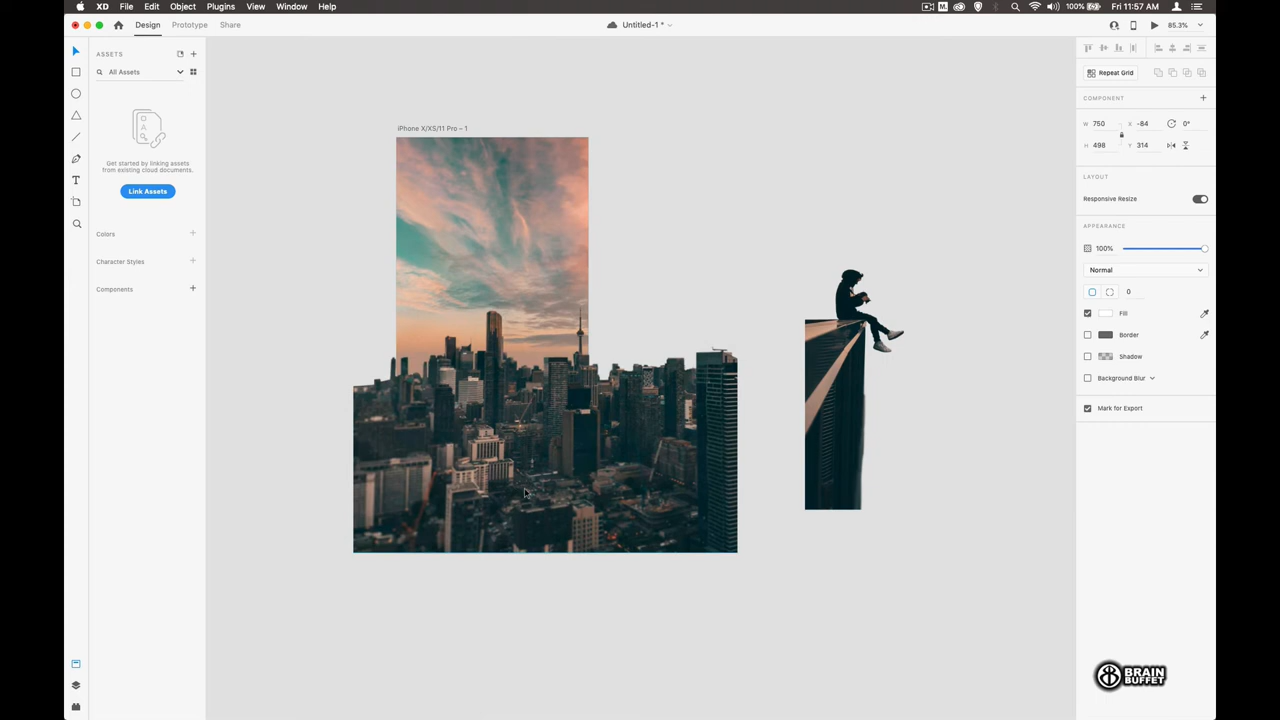 XD File Edit Object Plugins View Window Help
100% Fri 11:57 AM
Design Prototype Share
Untitled-1 *
85.3%
ASSETS
All Assets
Get started by linking assets
from existing cloud documents.
Link Assets
Colors
Character Styles
Components
iPhone X/XS/11 Pro – 1
Repeat Grid
COMPONENT
W 750 X -84 0°
H 498 Y 314
LAYOUT
Responsive Resize
APPEARANCE
100%
Normal
0
Fill
Border
Shadow
Background Blur
Mark for Export
BRAIN
BUFFET